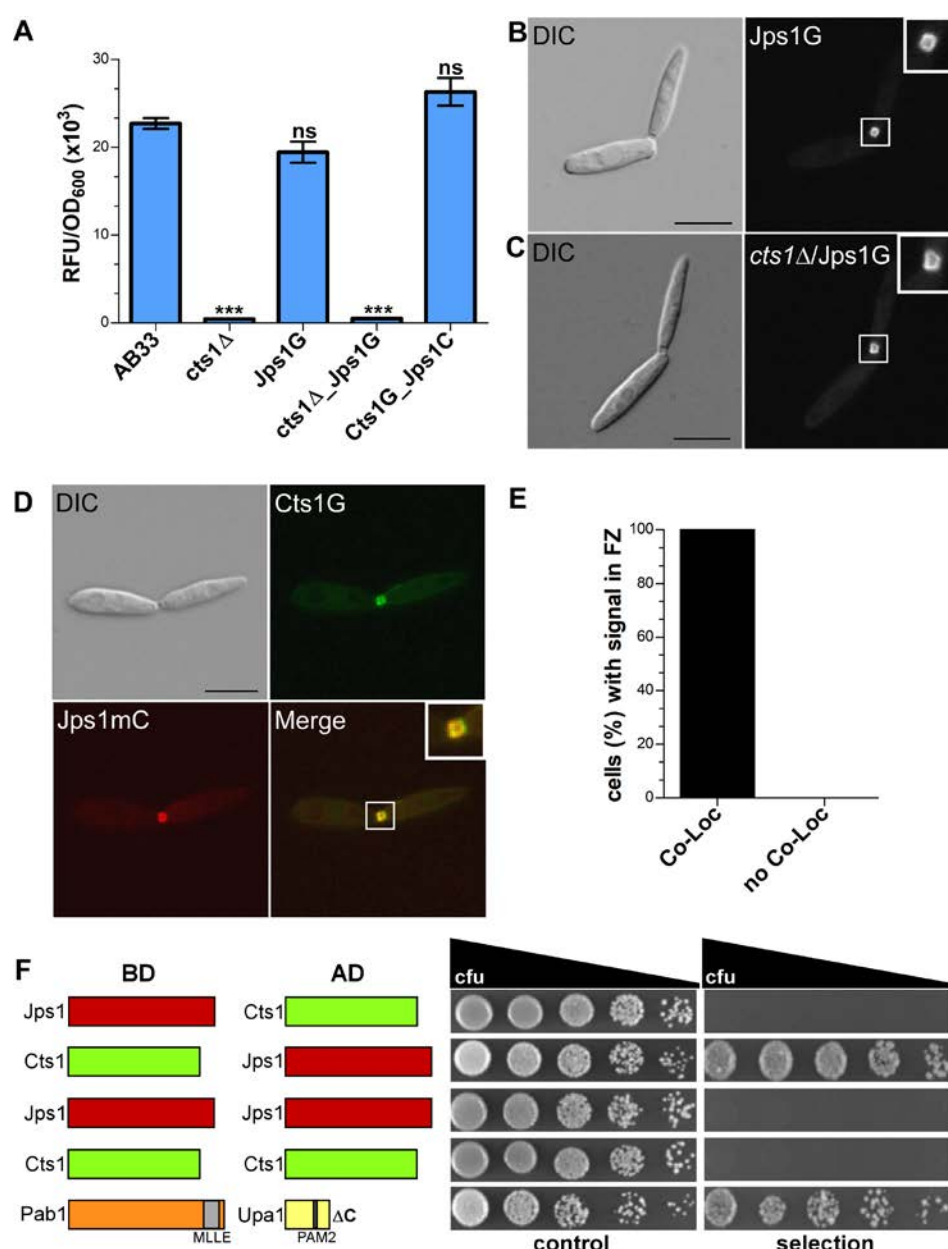 A
RFU/OD600 (x10³)
30
20
10
0
ns
ns
***
***
AB33
cts1Δ
Jps1G
cts1Δ_Jps1G
Cts1G_Jps1C
B
DIC
Jps1G
C
DIC
cts1Δ/Jps1G
D
DIC
Cts1G
Jps1mC
Merge
E
cells (%) with signal in FZ
100
80
60
40
20
0
Co-Loc
no Co-Loc
F
BD
AD
cfu
cfu
Jps1
Cts1
Cts1
Jps1
Jps1
Jps1
Cts1
Cts1
Pab1
MLLE
Upa1
PAM2
ΔC
control
selection